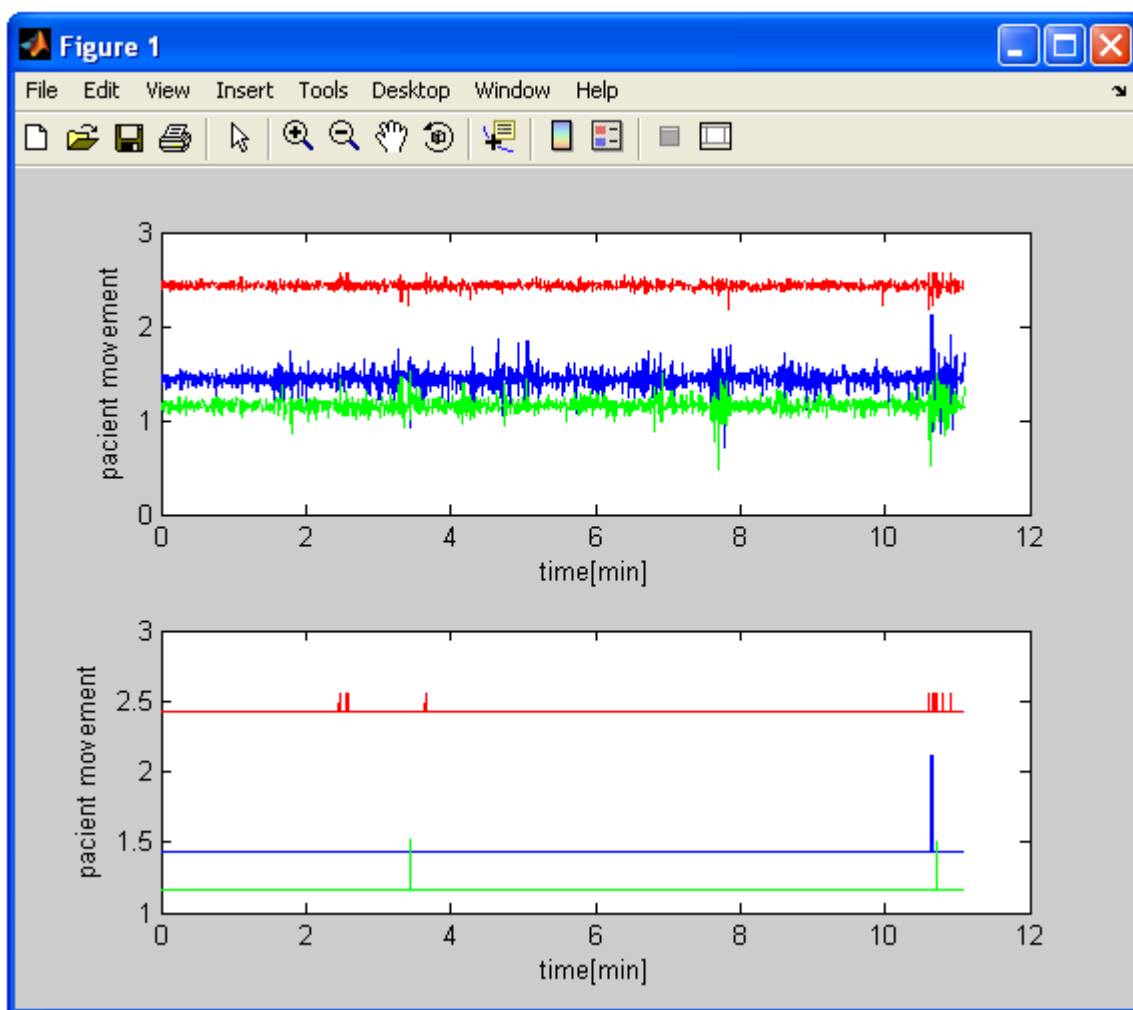 Figure 1
File Edit View Insert Tools Desktop Window Help
3
2
1
0
pacient movement
0 2 4 6 8 10 12
time[min]
3
2.5
2
1.5
1
pacient movement
0 2 4 6 8 10 12
time[min]